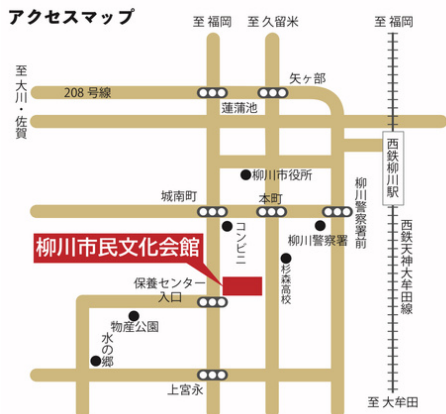 アクセスマップ
至 福岡
至 久留米
至 福岡
至 大川・佐賀
208 号線
矢ヶ部
蓮蒲池
西鉄柳川駅
柳川市役所
城南町
本町
柳川警察署前
コンビニ
柳川警察署
西鉄天神大牟田線
柳川市民文化会館
杉森高校
保養センター
入口
物産公園
水の郷
上宮永
至 大牟田